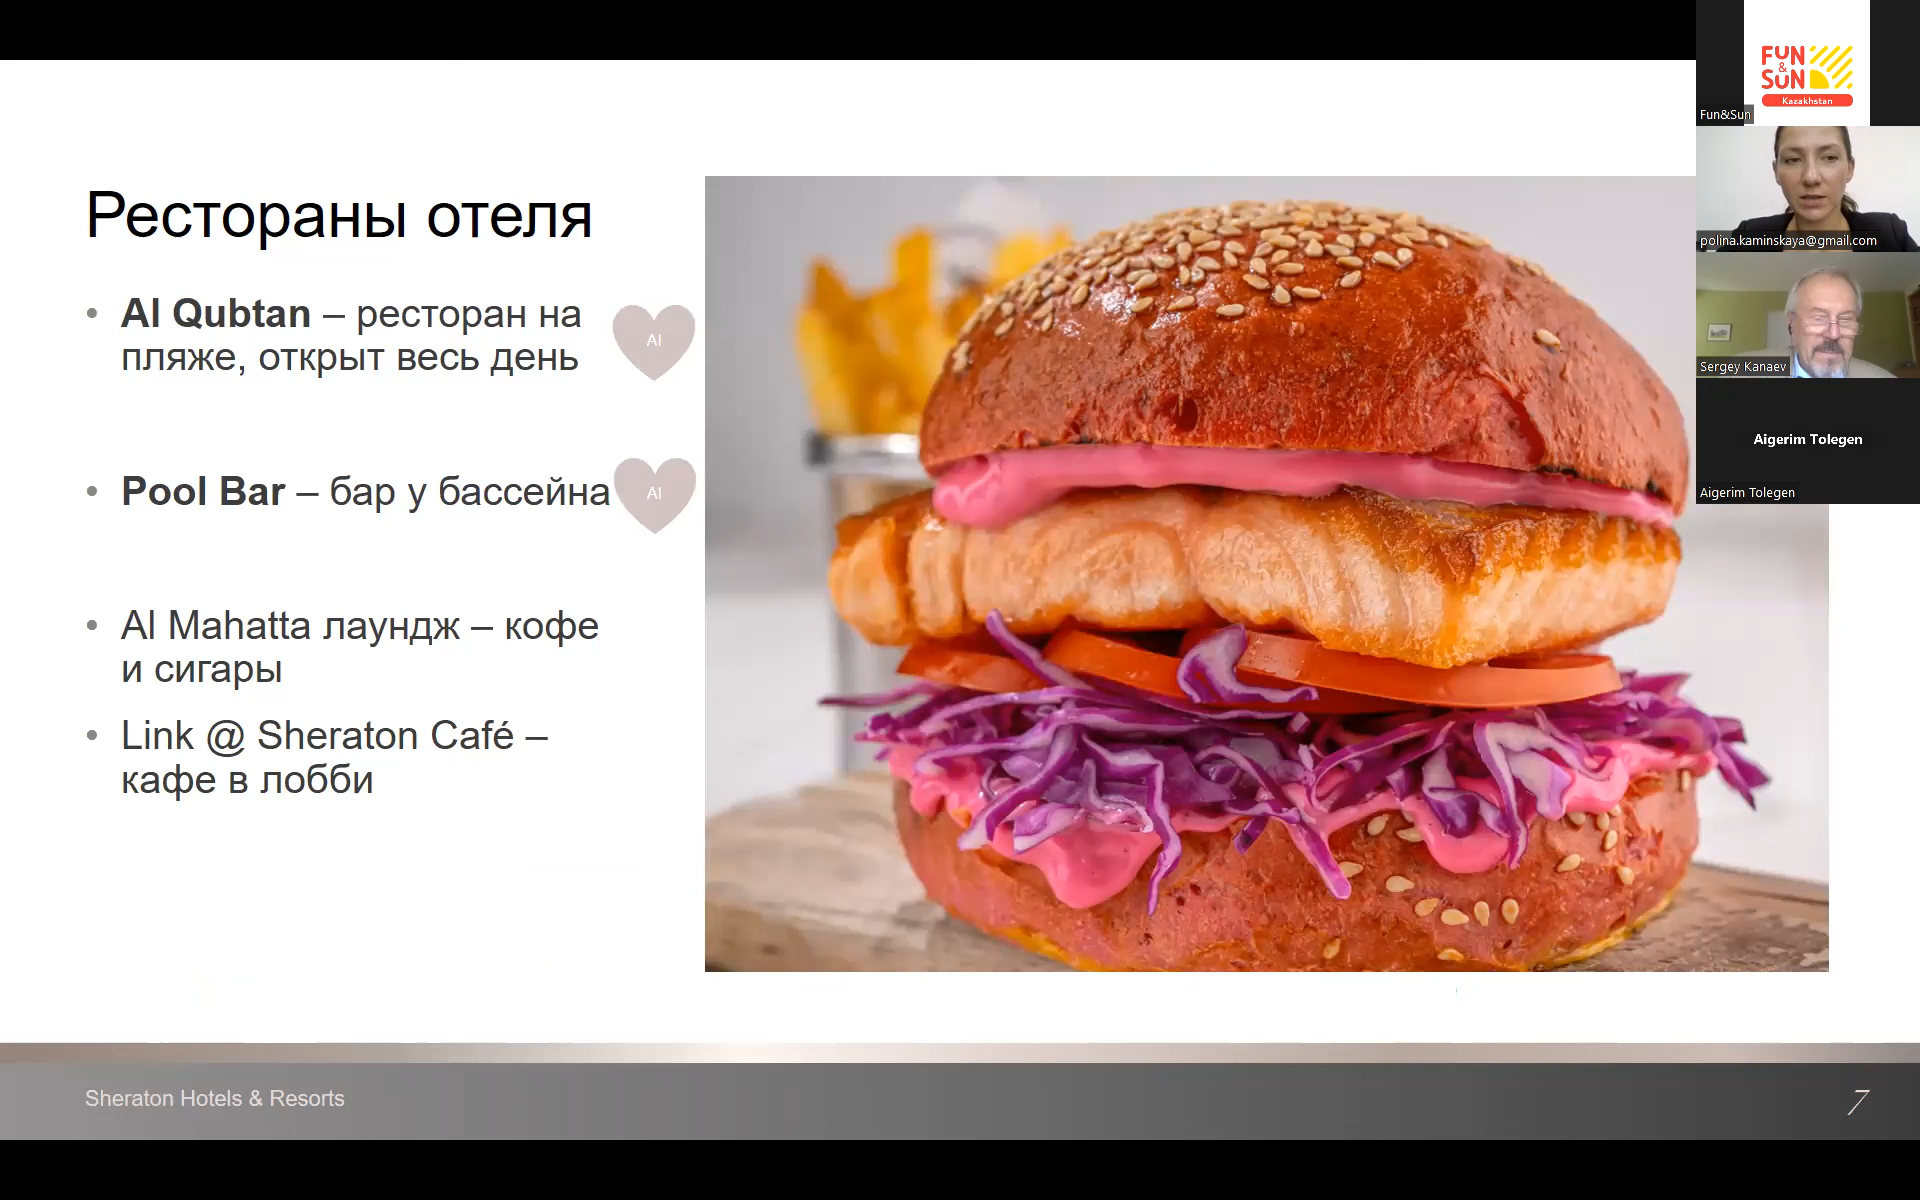 Рестораны отеля
• Al Qubtan – ресторан на
пляже, открыт весь день
AI
• Pool Bar – бар у бассейна
AI
• Al Mahatta лаундж – кофе
и сигары
• Link @ Sheraton Café –
кафе в лобби
Sheraton Hotels & Resorts
7
FUN
&
SUN
Kazakhstan
Fun&Sun
polina.kaminskaya@gmail.com
Sergey Kanaev
Aigerim Tolegen
Aigerim Tolegen